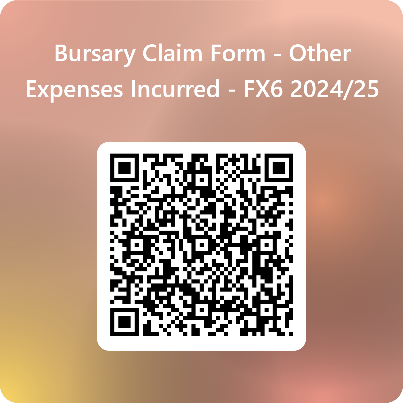 Bursary Claim Form - Other
Expenses Incurred - FX6 2024/25